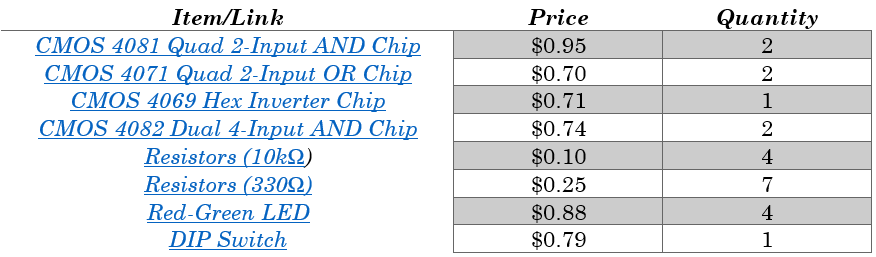 Item/Link Price Quantity
CMOS 4081 Quad 2-Input AND Chip $0.95 2
CMOS 4071 Quad 2-Input OR Chip $0.70 2
CMOS 4069 Hex Inverter Chip $0.71 1
CMOS 4082 Dual 4-Input AND Chip $0.74 2
Resistors (10kΩ) $0.10 4
Resistors (330Ω) $0.25 7
Red-Green LED $0.88 4
DIP Switch $0.79 1